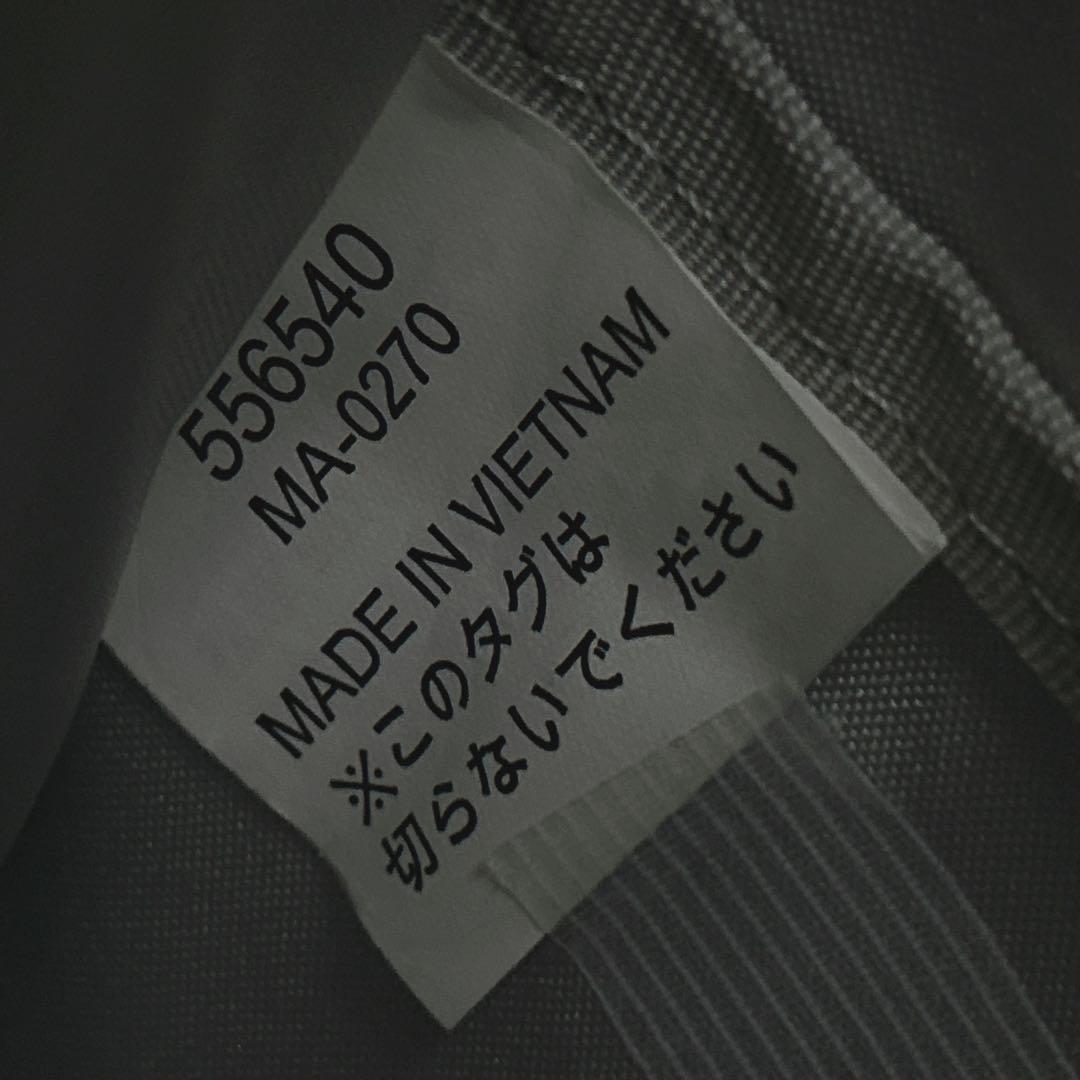 556540
MA-0270
MADE IN VIETNAM
※このタグは
切らないでください